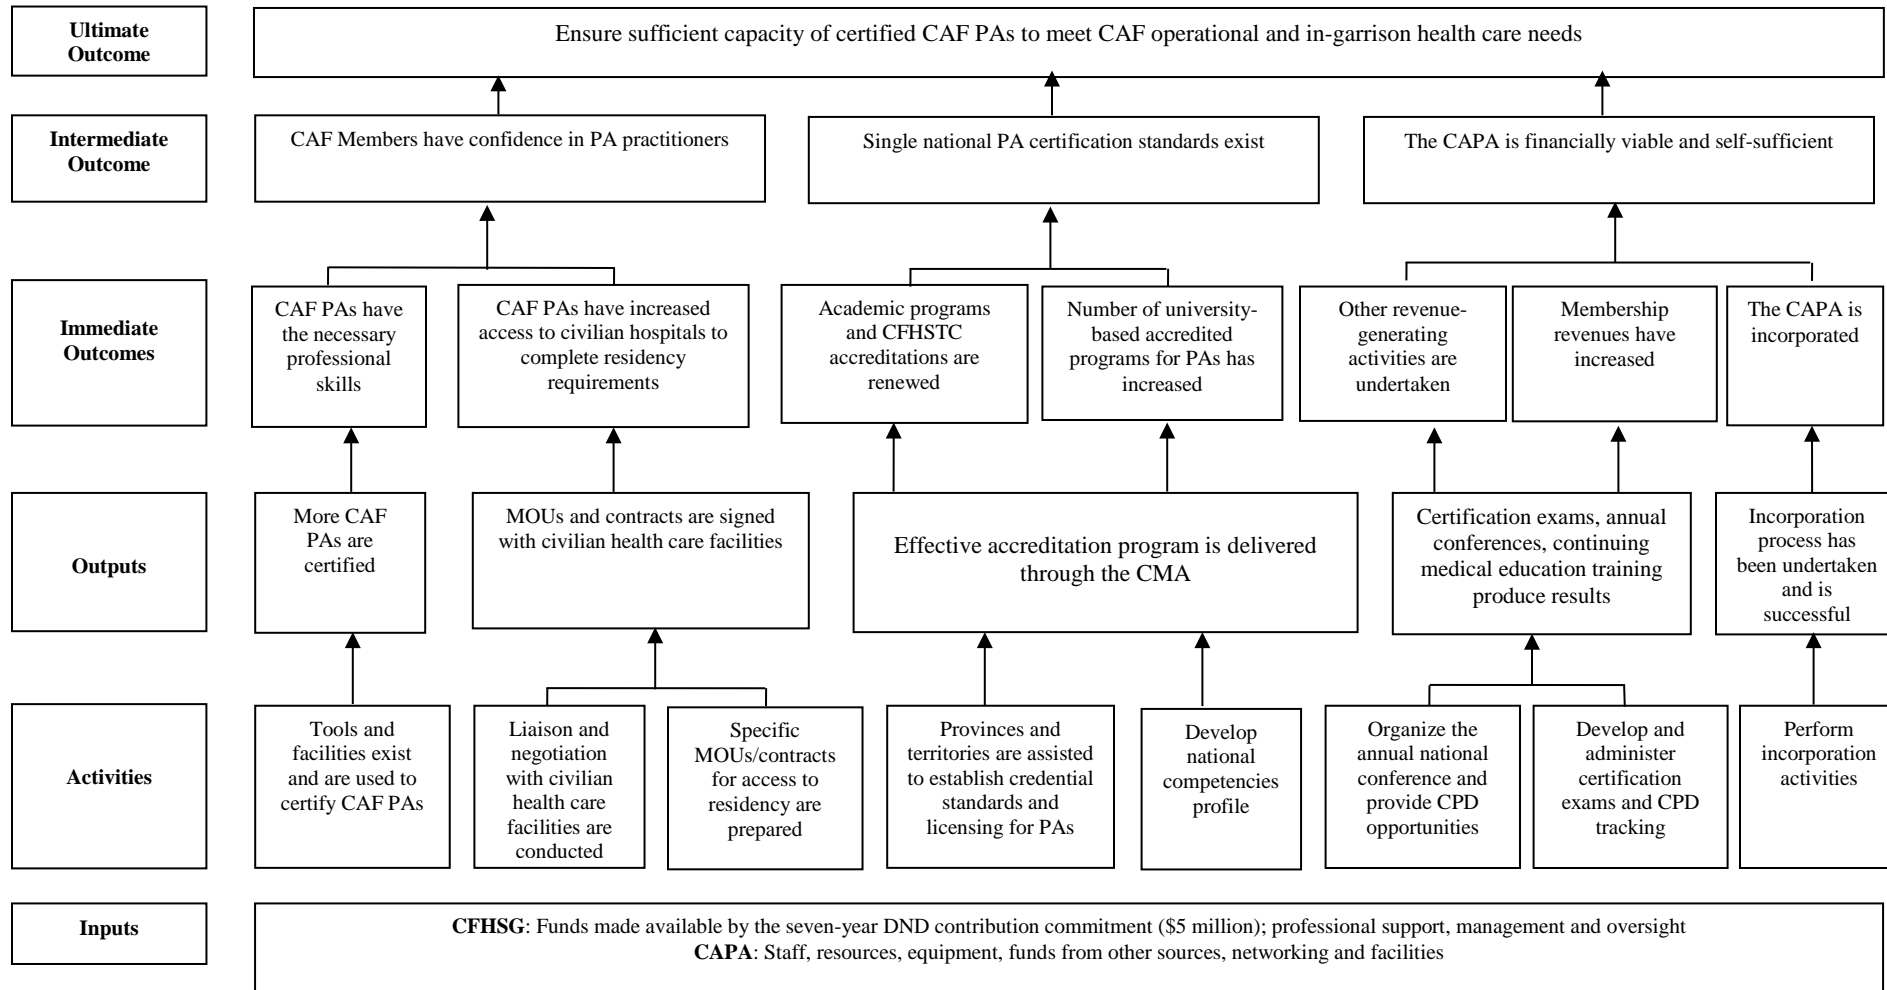 Ultimate
Outcome
Ensure sufficient capacity of certified CAF PAs to meet CAF operational and in-garrison health care needs
Intermediate
Outcome
CAF Members have confidence in PA practitioners
Single national PA certification standards exist
The CAPA is financially viable and self-sufficient
Immediate
Outcomes
CAF PAs have
the necessary
professional
skills
CAF PAs have increased
access to civilian hospitals to
complete residency
requirements
Academic programs
and CFHSTC
accreditations are
renewed
Number of university-
based accredited
programs for PAs has
increased
Other revenue-
generating
activities are
undertaken
Membership
revenues have
increased
The CAPA is
incorporated
Outputs
More CAF
PAs are
certified
MOUs and contracts are signed
with civilian health care facilities
Effective accreditation program is delivered
through the CMA
Certification exams, annual
conferences, continuing
medical education training
produce results
Incorporation
process has
been undertaken
and is
successful
Activities
Tools and
facilities exist
and are used to
certify CAF PAs
Liaison and
negotiation
with civilian
health care
facilities are
conducted
Specific
MOUs/contracts
for access to
residency are
prepared
Provinces and
territories are assisted
to establish credential
standards and
licensing for PAs
Develop
national
competencies
profile
Organize the
annual national
conference and
provide CPD
opportunities
Develop and
administer
certification
exams and CPD
tracking
Perform
incorporation
activities
Inputs
CFHSG: Funds made available by the seven-year DND contribution commitment ($5 million); professional support, management and oversight
CAPA: Staff, resources, equipment, funds from other sources, networking and facilities